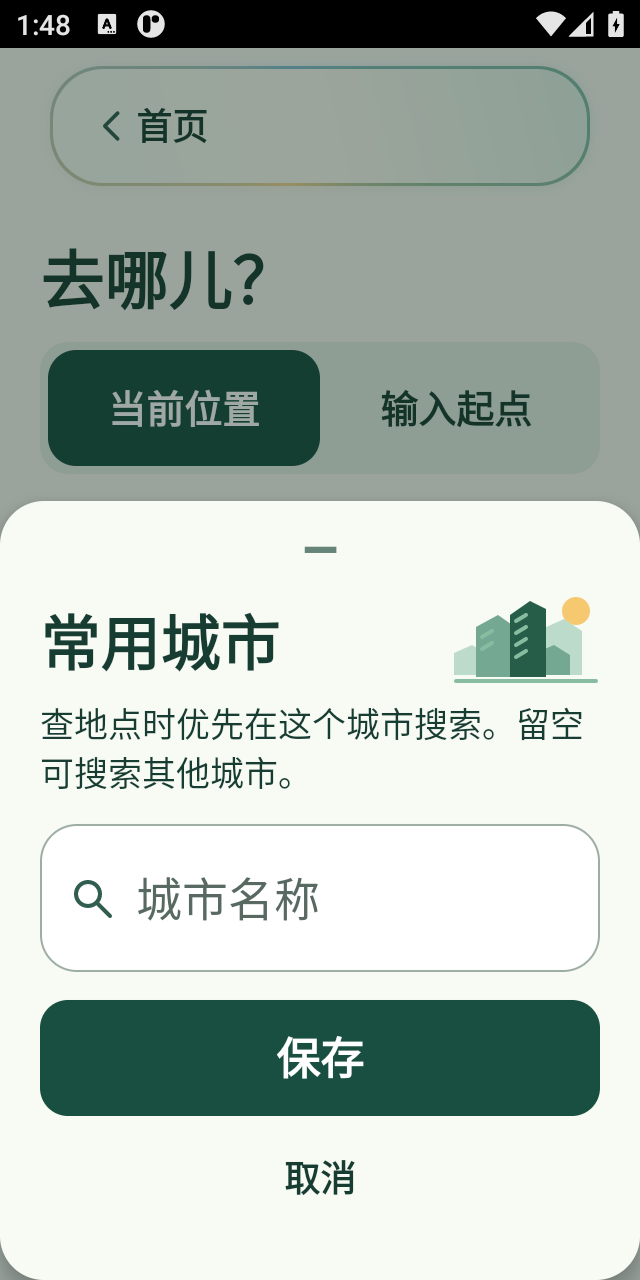 1:48
首页
去哪儿?
当前位置
输入起点
常用城市
查地点时优先在这个城市搜索。留空
可搜索其他城市。
城市名称
保存
取消